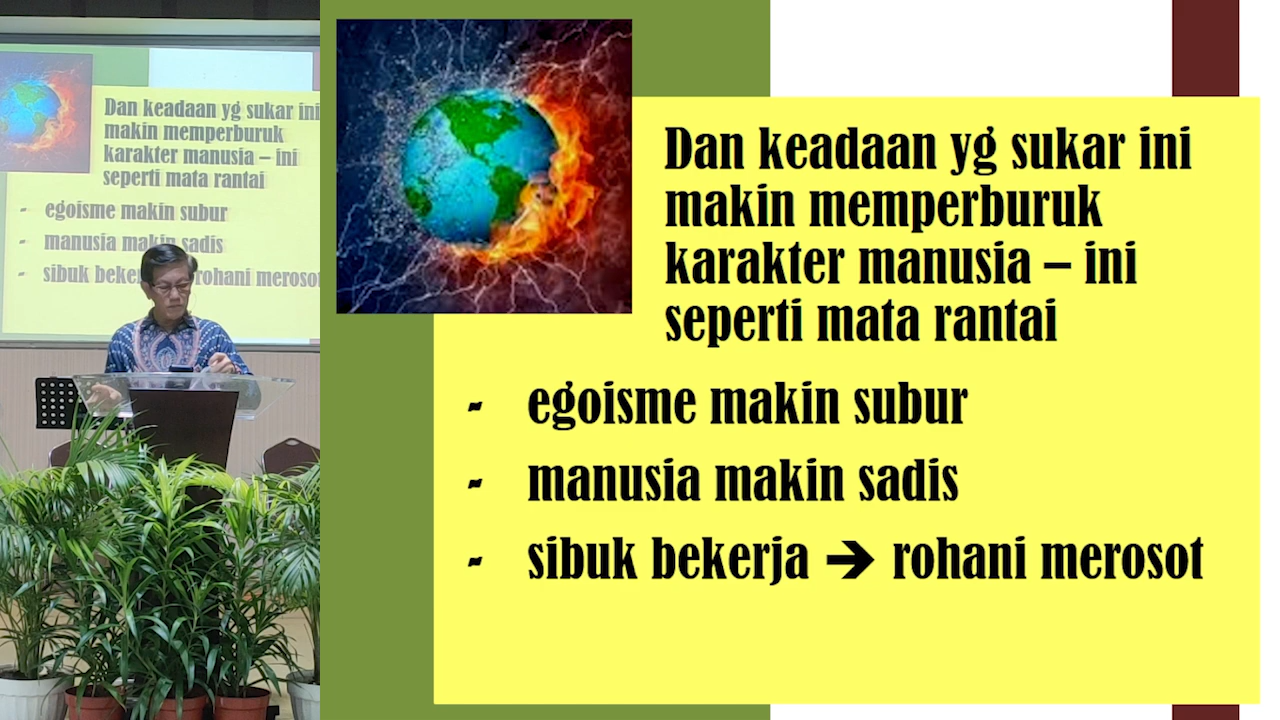 Dan keadaan yg sukar ini
makin memperburuk
karakter manusia – ini
seperti mata rantai
- egoisme makin subur
- manusia makin sadis
- sibuk beke rohani meroso
Dan keadaan yg sukar ini
makin memperburuk
karakter manusia – ini
seperti mata rantai
- egoisme makin subur
- manusia makin sadis
- sibuk bekerja ➔ rohani merosot